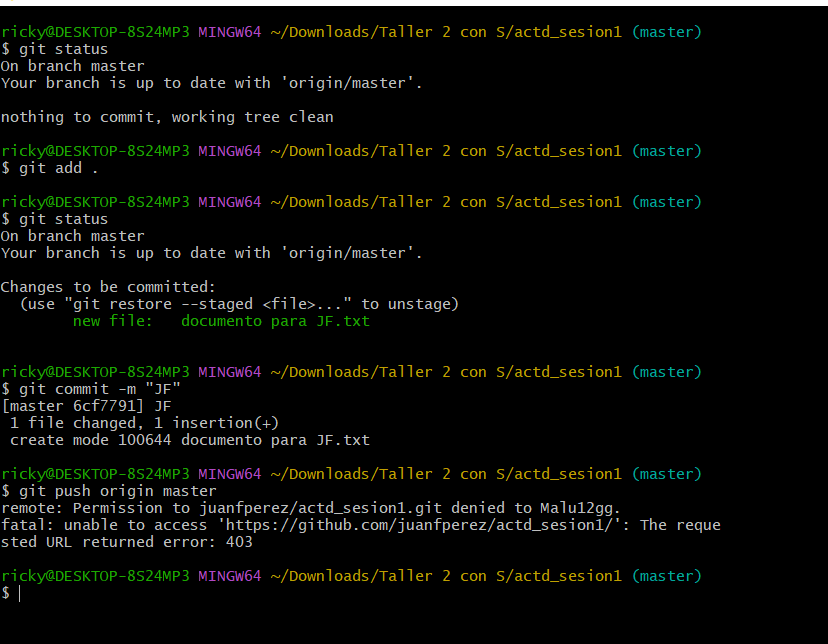 ricky@DESKTOP-8S24MP3 MINGW64 ~/Downloads/Taller 2 con S/actd_sesion1 (master)
$ git status
On branch master
Your branch is up to date with 'origin/master'.
nothing to commit, working tree clean
ricky@DESKTOP-8S24MP3 MINGW64 ~/Downloads/Taller 2 con S/actd_sesion1 (master)
$ git add .
ricky@DESKTOP-8S24MP3 MINGW64 ~/Downloads/Taller 2 con S/actd_sesion1 (master)
$ git status
On branch master
Your branch is up to date with 'origin/master'.
Changes to be committed:
  (use "git restore --staged <file>..." to unstage)
        new file:   documento para JF.txt
ricky@DESKTOP-8S24MP3 MINGW64 ~/Downloads/Taller 2 con S/actd_sesion1 (master)
$ git commit -m "JF"
[master 6cf7791] JF
 1 file changed, 1 insertion(+)
 create mode 100644 documento para JF.txt
ricky@DESKTOP-8S24MP3 MINGW64 ~/Downloads/Taller 2 con S/actd_sesion1 (master)
$ git push origin master
remote: Permission to juanfperez/actd_sesion1.git denied to Malu12gg.
fatal: unable to access 'https://github.com/juanfperez/actd_sesion1/': The reque
sted URL returned error: 403
ricky@DESKTOP-8S24MP3 MINGW64 ~/Downloads/Taller 2 con S/actd_sesion1 (master)
$